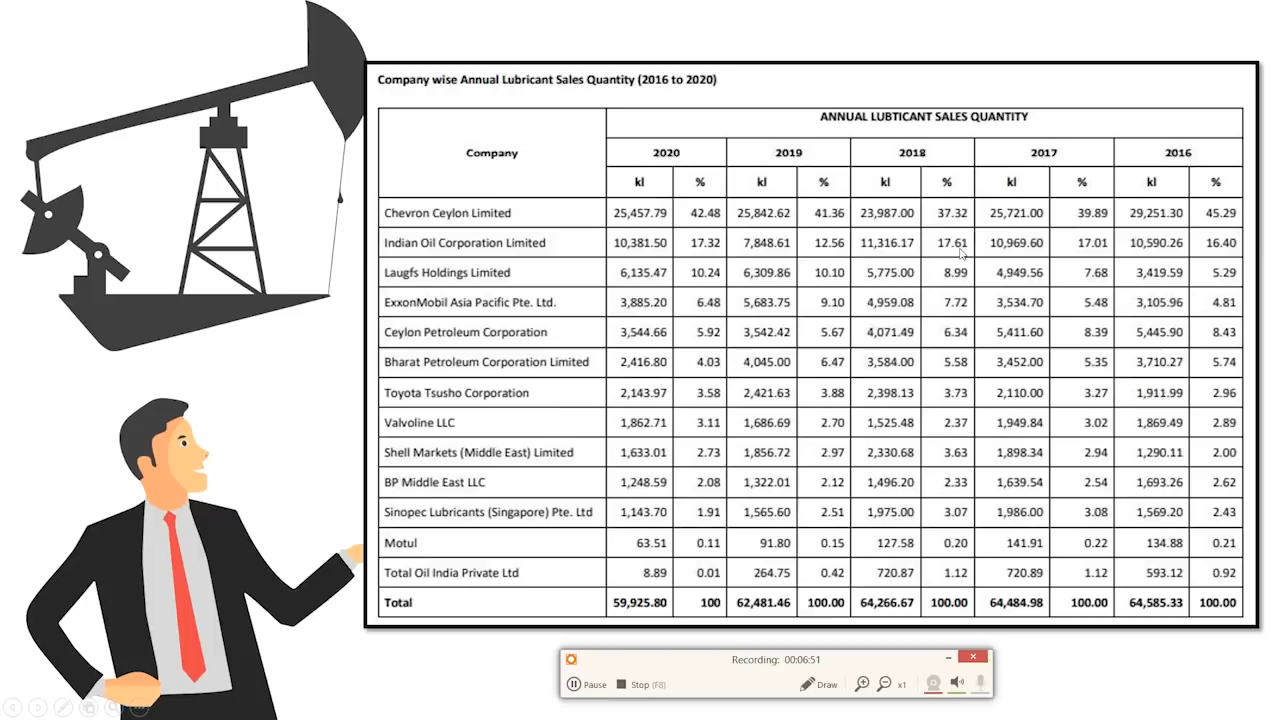 Company wise Annual Lubricant Sales Quantity (2016 to 2020)
Company ANNUAL LUBTICANT SALES QUANTITY
2020 2019 2018 2017 2016
kl % kl % kl % kl % kl %
Chevron Ceylon Limited 25,457.79 42.48 25,842.62 41.36 23,987.00 37.32 25,721.00 39.89 29,251.30 45.29
Indian Oil Corporation Limited 10,381.50 17.32 7,848.61 12.56 11,316.17 17.61 10,969.60 17.01 10,590.26 16.40
Laugfs Holdings Limited 6,135.47 10.24 6,309.86 10.10 5,775.00 8.99 4,949.56 7.68 3,419.59 5.29
ExxonMobil Asia Pacific Pte. Ltd. 3,885.20 6.48 5,683.75 9.10 4,959.08 7.72 3,534.70 5.48 3,105.96 4.81
Ceylon Petroleum Corporation 3,544.66 5.92 3,542.42 5.67 4,071.49 6.34 5,411.60 8.39 5,445.90 8.43
Bharat Petroleum Corporation Limited 2,416.80 4.03 4,045.00 6.47 3,584.00 5.58 3,452.00 5.35 3,710.27 5.74
Toyota Tsusho Corporation 2,143.97 3.58 2,421.63 3.88 2,398.13 3.73 2,110.00 3.27 1,911.99 2.96
Valvoline LLC 1,862.71 3.11 1,686.69 2.70 1,525.48 2.37 1,949.84 3.02 1,869.49 2.89
Shell Markets (Middle East) Limited 1,633.01 2.73 1,856.72 2.97 2,330.68 3.63 1,898.34 2.94 1,290.11 2.00
BP Middle East LLC 1,248.59 2.08 1,322.01 2.12 1,496.20 2.33 1,639.54 2.54 1,693.26 2.62
Sinopec Lubricants (Singapore) Pte. Ltd 1,143.70 1.91 1,565.60 2.51 1,975.00 3.07 1,986.00 3.08 1,569.20 2.43
Motul 63.51 0.11 91.80 0.15 127.58 0.20 141.91 0.22 134.88 0.21
Total Oil India Private Ltd 8.89 0.01 264.75 0.42 720.87 1.12 720.89 1.12 593.12 0.92
Total 59,925.80 100 62,481.46 100.00 64,266.67 100.00 64,484.98 100.00 64,585.33 100.00
Recording: 00:06:51
Pause Stop (F8) Draw x1